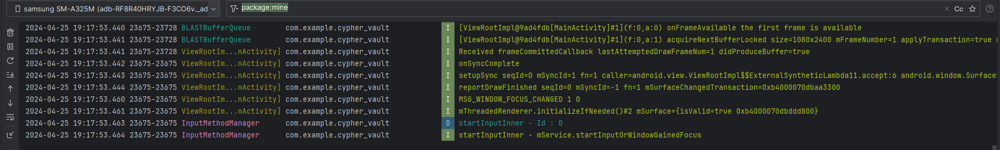 samsung SM-A325M (adb-RF8R40HRYJB-F3CO6v._ad
package:mine
Cc
2024-04-25 19:17:53.440 23675-23728 BLASTBufferQueue com.example.cypher_vault I [ViewRootImpl@9ad4fdb[MainActivity]#1](f:0,a:0) onFrameAvailable the first frame is available
2024-04-25 19:17:53.441 23675-23728 BLASTBufferQueue com.example.cypher_vault I [ViewRootImpl@9ad4fdb[MainActivity]#1](f:0,a:1) acquireNextBufferLocked size=1080x2400 mFrameNumber=1 applyTransaction=true
2024-04-25 19:17:53.441 23675-23728 ViewRootIm...nActivity] com.example.cypher_vault I Received frameCommittedCallback lastAttemptedDrawFrameNum=1 didProduceBuffer=true
2024-04-25 19:17:53.442 23675-23675 ViewRootIm...nActivity] com.example.cypher_vault I onSyncComplete
2024-04-25 19:17:53.443 23675-23675 ViewRootIm...nActivity] com.example.cypher_vault I setupSync seqId=0 mSyncId=1 fn=1 caller=android.view.ViewRootImpl$$ExternalSyntheticLambda11.accept:6 android.window.Surface
2024-04-25 19:17:53.444 23675-23675 ViewRootIm...nActivity] com.example.cypher_vault I reportDrawFinished seqId=0 mSyncId=-1 fn=1 mSurfaceChangedTransaction=0xb4000070dbaa3300
2024-04-25 19:17:53.460 23675-23675 ViewRootIm...nActivity] com.example.cypher_vault I MSG_WINDOW_FOCUS_CHANGED 1 0
2024-04-25 19:17:53.461 23675-23675 ViewRootIm...nActivity] com.example.cypher_vault I mThreadedRenderer.initializeIfNeeded()#2 mSurface={isValid=true 0xb4000070dbddd800}
2024-04-25 19:17:53.463 23675-23675 InputMethodManager com.example.cypher_vault D startInputInner - Id : 0
2024-04-25 19:17:53.464 23675-23675 InputMethodManager com.example.cypher_vault I startInputInner - mService.startInputOrWindowGainedFocus